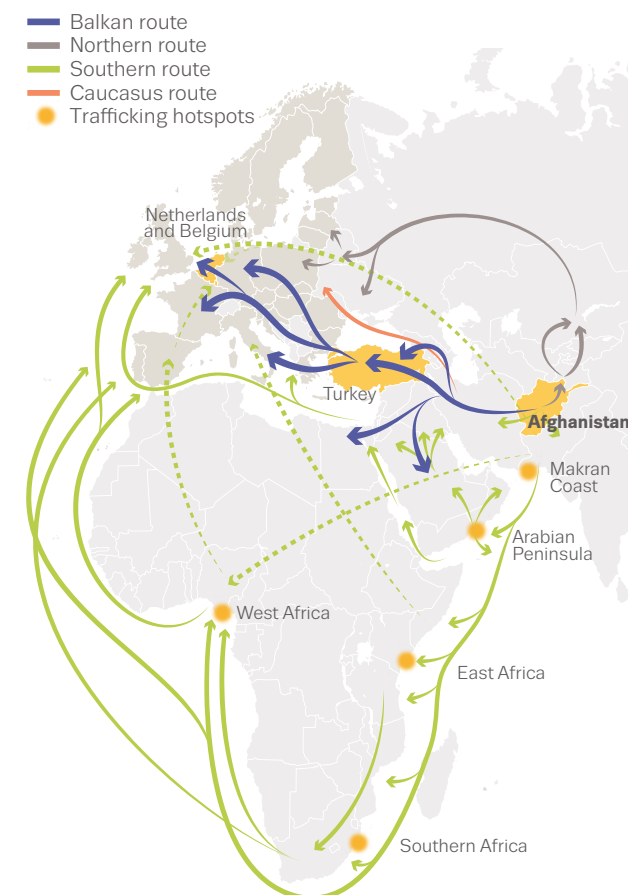 Balkan route
Northern route
Southern route
Caucasus route
Trafficking hotspots
Netherlands
and Belgium
Turkey
Afghanistan
Makran
Coast
Arabian
Peninsula
West Africa
East Africa
Southern Africa